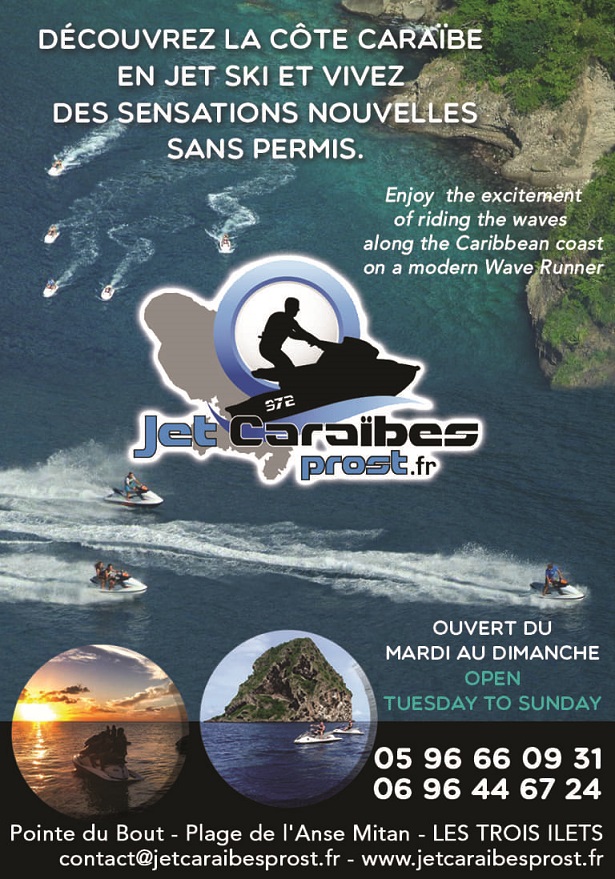 DÉCOUVREZ LA CÔTE CARAÏBE
EN JET SKI ET VIVEZ
DES SENSATIONS NOUVELLES
SANS PERMIS.
Enjoy the excitement
of riding the waves
along the Caribbean coast
on a modern Wave Runner
972
Jet Caraïbes
prost.fr
OUVERT DU
MARDI AU DIMANCHE
OPEN
TUESDAY TO SUNDAY
05 96 66 09 31
06 96 44 67 24
Pointe du Bout - Plage de l'Anse Mitan - LES TROIS ILETS
contact@jetcaraibesprost.fr - www.jetcaraibesprost.fr